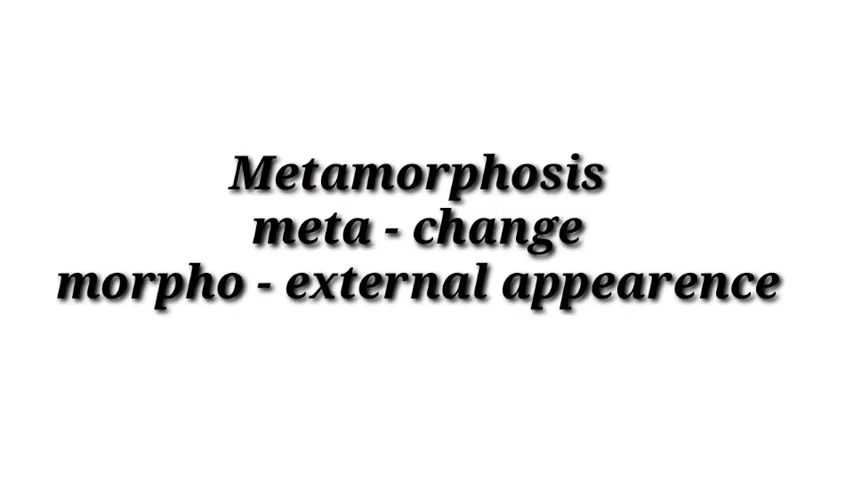 Metamorphosis
meta - change
morpho - external appearence